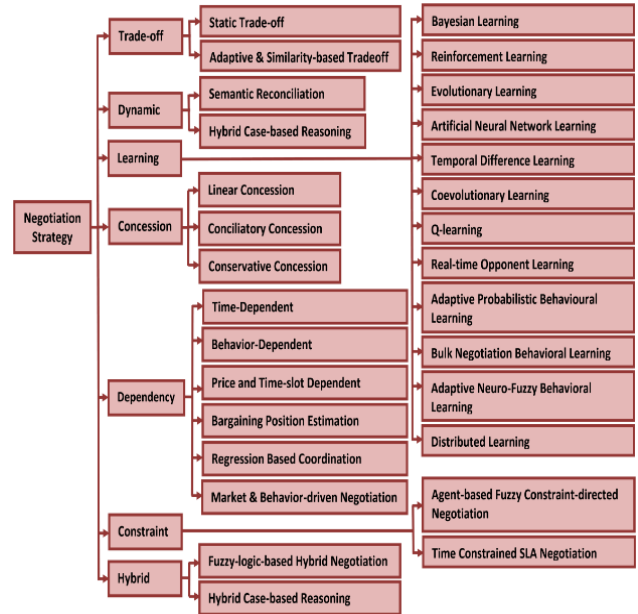 Negotiation
Strategy
Trade-off
Static Trade-off
Adaptive & Similarity-based Tradeoff
Dynamic
Semantic Reconciliation
Hybrid Case-based Reasoning
Learning
Bayesian Learning
Reinforcement Learning
Evolutionary Learning
Artificial Neural Network Learning
Temporal Difference Learning
Coevolutionary Learning
Q-learning
Real-time Opponent Learning
Adaptive Probabilistic Behavioural
Learning
Bulk Negotiation Behavioral Learning
Adaptive Neuro-Fuzzy Behavioral
Learning
Distributed Learning
Concession
Linear Concession
Conciliatory Concession
Conservative Concession
Dependency
Time-Dependent
Behavior-Dependent
Price and Time-slot Dependent
Bargaining Position Estimation
Regression Based Coordination
Market & Behavior-driven Negotiation
Constraint
Agent-based Fuzzy Constraint-directed
Negotiation
Time Constrained SLA Negotiation
Hybrid
Fuzzy-logic-based Hybrid Negotiation
Hybrid Case-based Reasoning